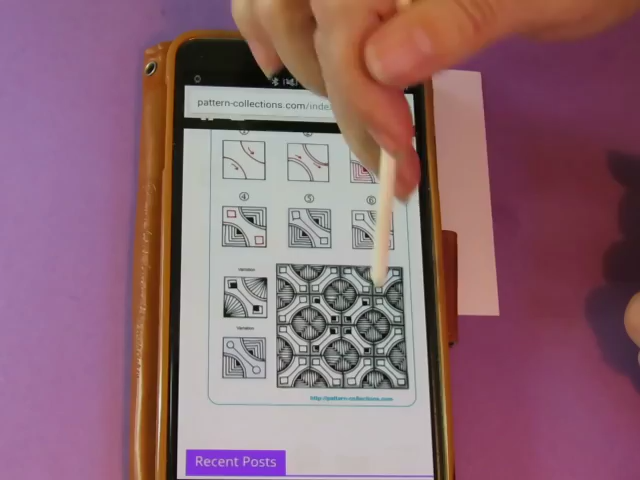 pattern-collections.com/inde
④ ⑤ ⑥
Variation
Variation
http://pattern-collections.com
Recent Posts